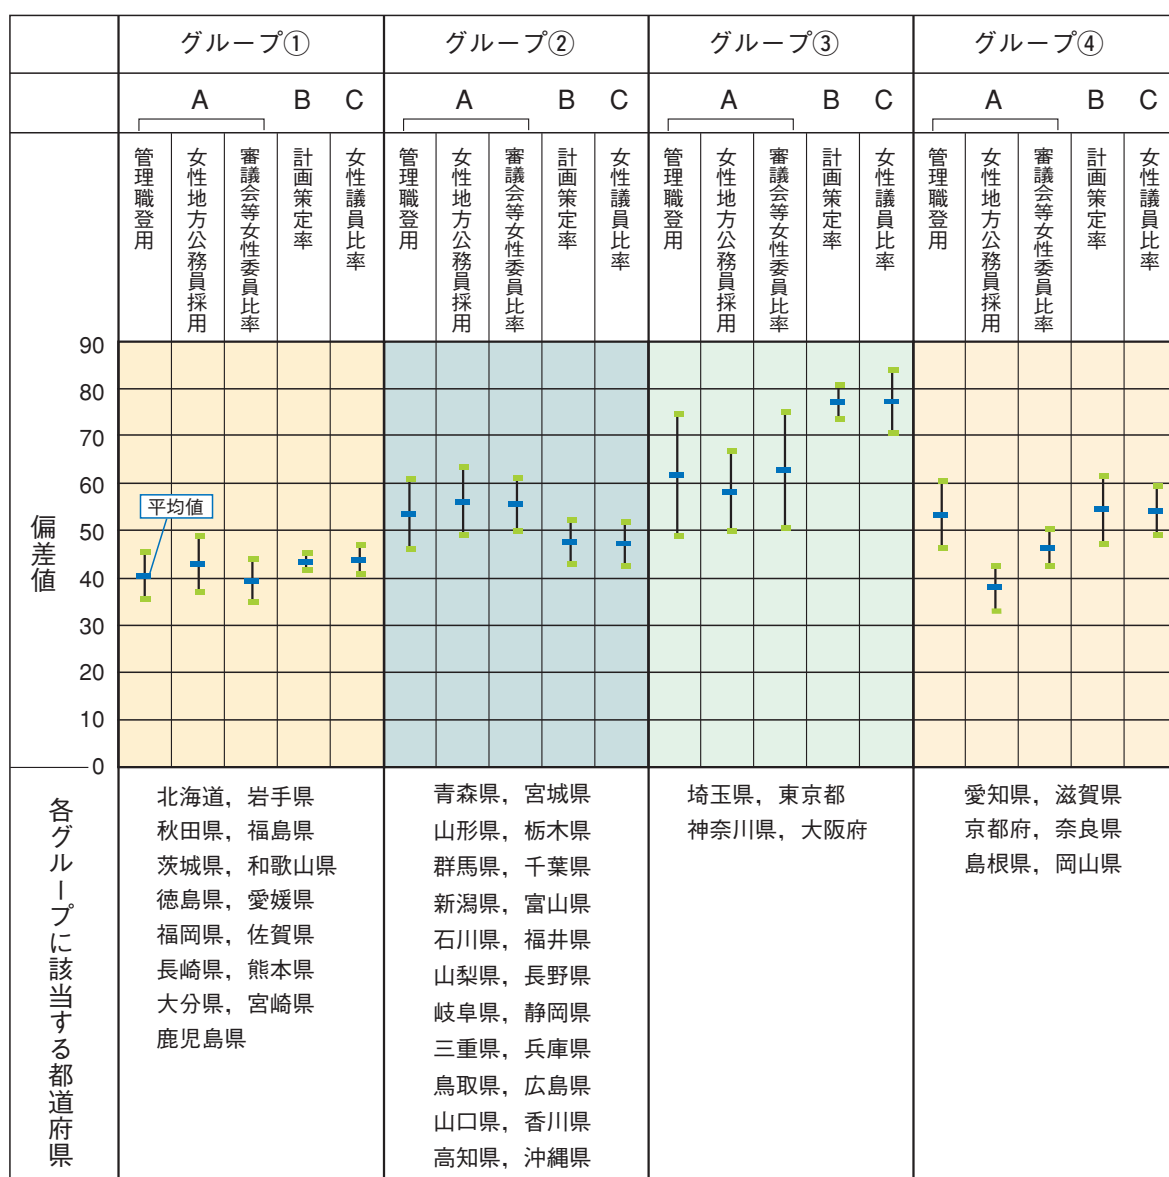 グループ①
グループ②
グループ③
グループ④
A
B
C
A
B
C
A
B
C
A
B
C
管理職登用
女性地方公務員採用
審議会等女性委員比率
計画策定率
女性議員比率
管理職登用
女性地方公務員採用
審議会等女性委員比率
計画策定率
女性議員比率
管理職登用
女性地方公務員採用
審議会等女性委員比率
計画策定率
女性議員比率
管理職登用
女性地方公務員採用
審議会等女性委員比率
計画策定率
女性議員比率
偏差値
90
80
70
60
50
40
30
20
10
0
平均値
各グループに該当する都道府県
北海道，岩手県
秋田県，福島県
茨城県，和歌山県
徳島県，愛媛県
福岡県，佐賀県
長崎県，熊本県
大分県，宮崎県
鹿児島県
青森県，宮城県
山形県，栃木県
群馬県，千葉県
新潟県，富山県
石川県，福井県
山梨県，長野県
岐阜県，静岡県
三重県，兵庫県
鳥取県，広島県
山口県，香川県
高知県，沖縄県
埼玉県，東京都
神奈川県，大阪府
愛知県，滋賀県
京都府，奈良県
島根県，岡山県